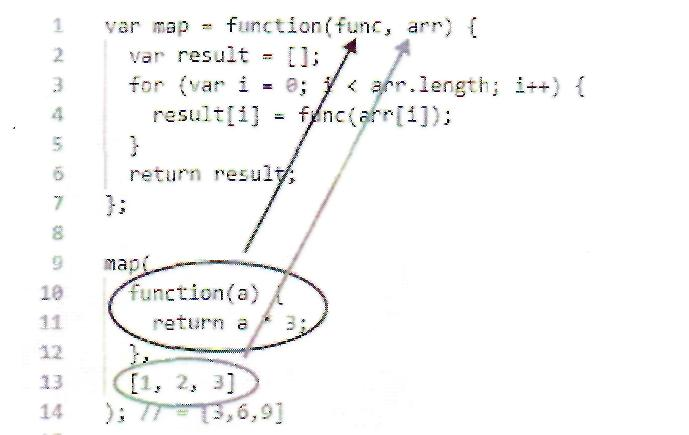 1 var map = function(func, arr) {
2 var result = [];
3 for (var i = 0; i < arr.length; i++) {
4 result[i] = func(arr[i]);
5 }
6 return result;
7 };
8
9 map(
10 function(a) {
11 return a * 3;
12 },
13 [1, 2, 3]
14 ); // = [3,6,9]